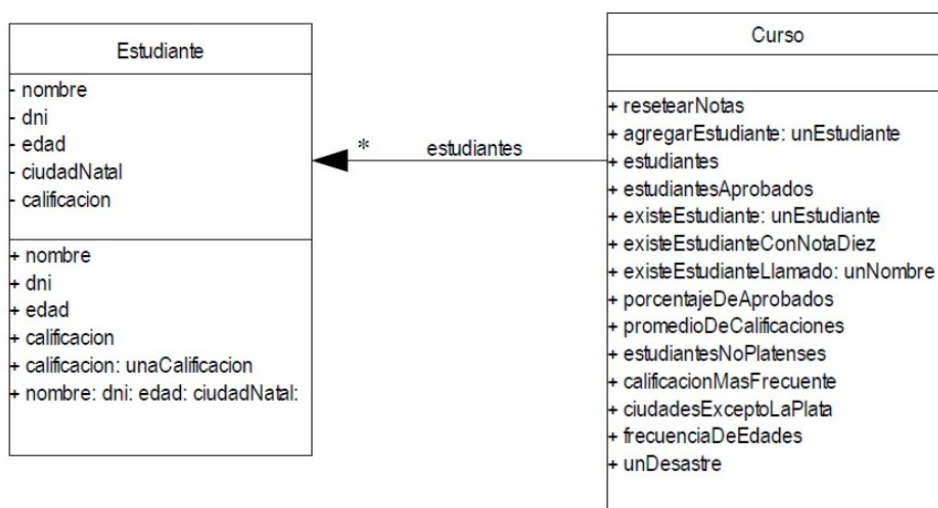 Estudiante
- nombre
- dni
- edad
- ciudadNatal
- calificacion
+ nombre
+ dni
+ edad
+ calificacion
+ calificacion: unaCalificacion
+ nombre: dni: edad: ciudadNatal:
* estudiantes
Curso
+ resetearNotas
+ agregarEstudiante: unEstudiante
+ estudiantes
+ estudiantesAprobados
+ existeEstudiante: unEstudiante
+ existeEstudianteConNotaDiez
+ existeEstudianteLlamado: unNombre
+ porcentajeDeAprobados
+ promedioDeCalificaciones
+ estudiantesNoPlatenses
+ calificacionMasFrecuente
+ ciudadesExceptoLaPlata
+ frecuenciaDeEdades
+ unDesastre